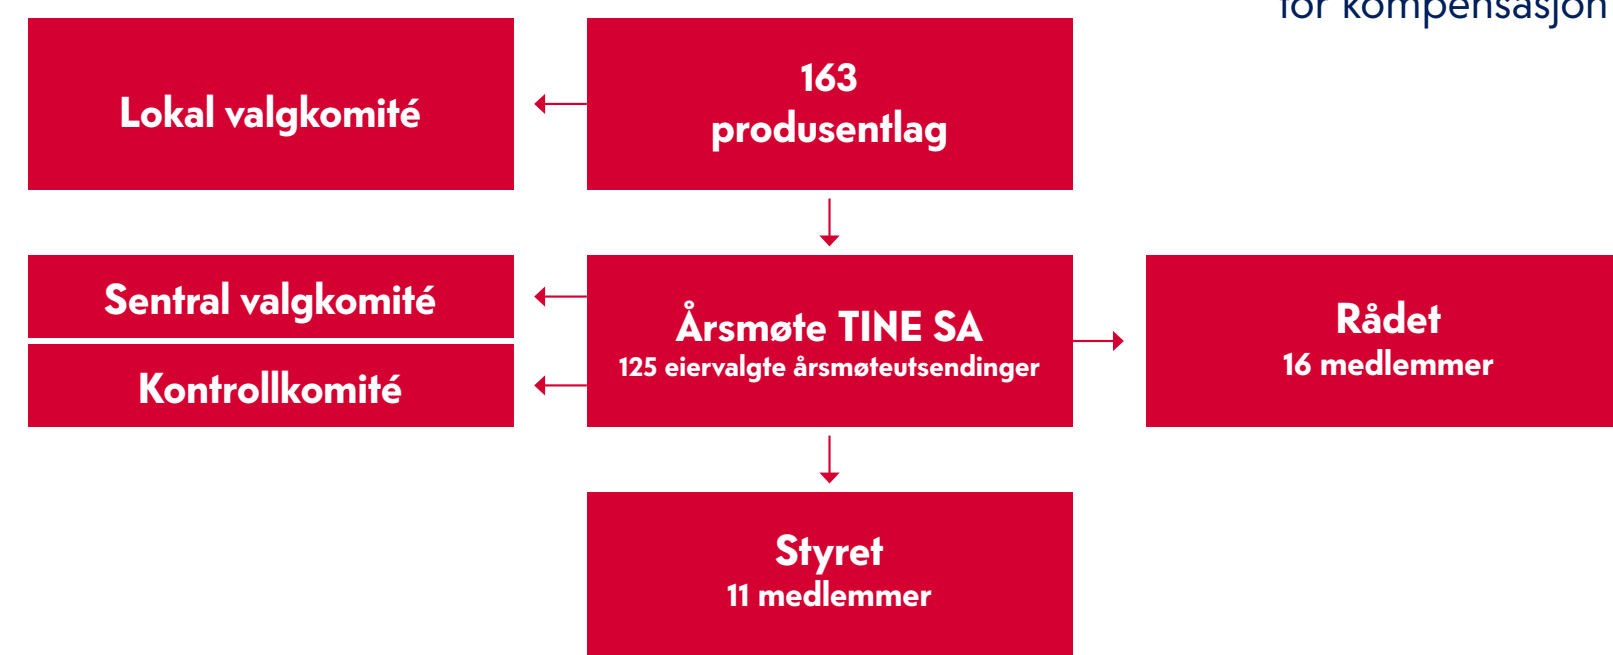 for kompensasjon
Lokal valgkomité
163
produsentlag
Sentral valgkomité
Kontrollkomité
Årsmøte TINE SA
125 eiervalgte årsmøteutsendinger
Rådet
16 medlemmer
Styret
11 medlemmer